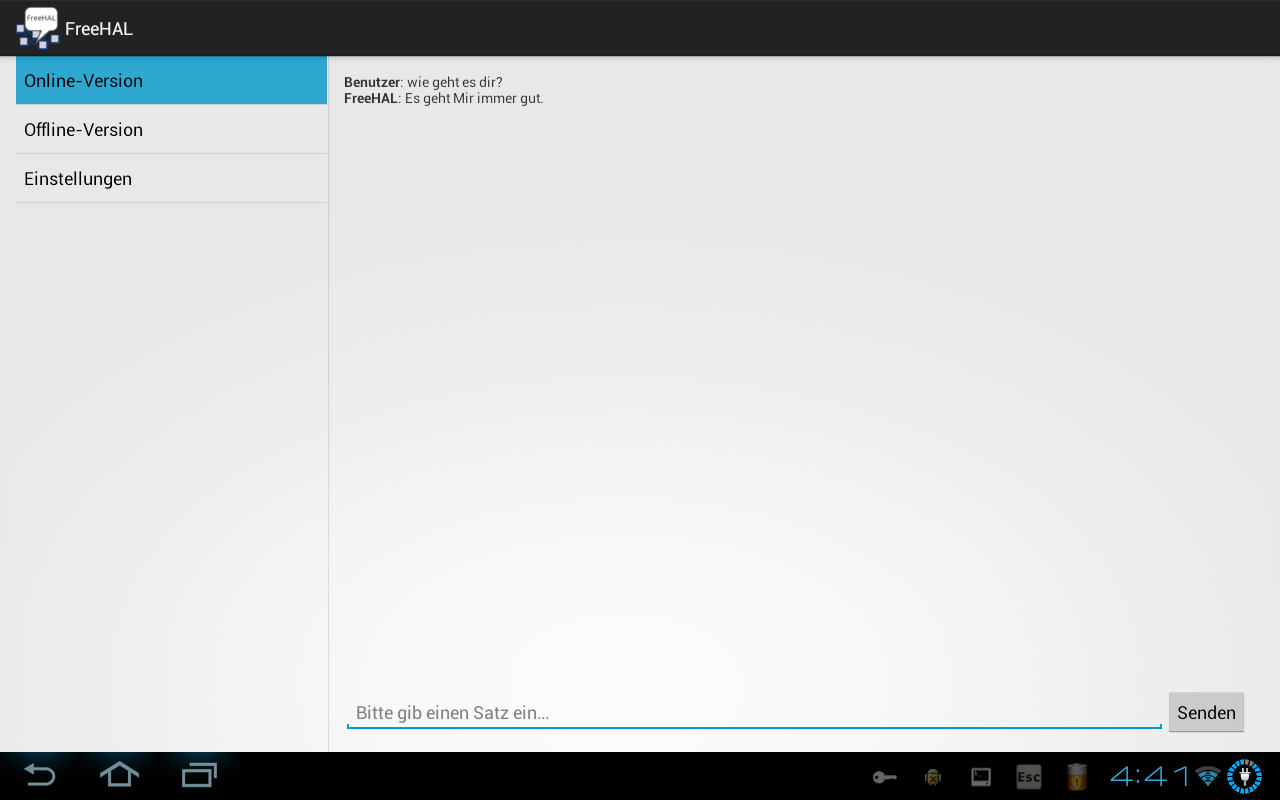 FreeHAL
FreeHAL
Online-Version
Offline-Version
Einstellungen
Benutzer: wie geht es dir?
FreeHAL: Es geht Mir immer gut.
Bitte gib einen Satz ein...
Senden
Esc
4:41